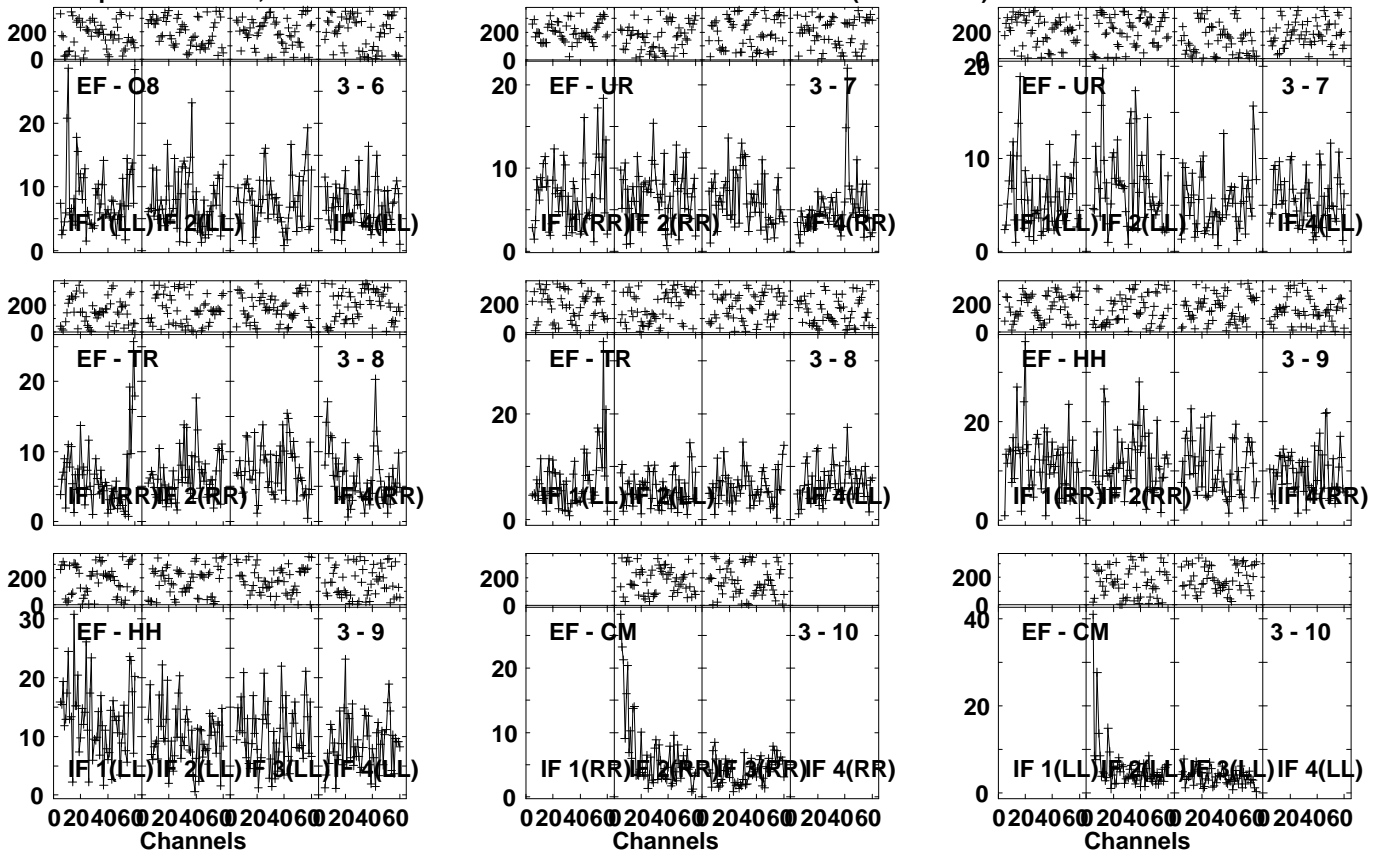 200
0
EF - O8 3 - 6
20
10
0
IF 1(LL) IF 2(LL) IF 4(LL)
EF - UR 3 - 7
20
10
0
IF 1(RR) IF 2(RR) IF 4(RR)
200
0
EF - UR 3 - 7
20
10
0
IF 1(LL) IF 2(LL) IF 4(LL)
200
0
EF - TR 3 - 8
20
10
0
IF 1(RR) IF 2(RR) IF 4(RR)
EF - TR 3 - 8
20
0
IF 1(LL) IF 2(LL) IF 4(LL)
200
0
EF - HH 3 - 9
20
10
0
IF 1(RR) IF 2(RR) IF 4(RR)
200
0
EF - HH 3 - 9
30
20
10
0
IF 1(LL) IF 2(LL) IF 3(LL) IF 4(LL)
0 20 40 60 0 20 40 60 0 20 40 60 0 20 40 60
Channels
200
0
EF - CM 3 - 10
20
10
0
IF 1(RR) IF 2(RR) IF 3(RR) IF 4(RR)
0 20 40 60 0 20 40 60 0 20 40 60 0 20 40 60
Channels
200
0
EF - CM 3 - 10
40
20
0
IF 1(LL) IF 2(LL) IF 3(LL) IF 4(LL)
0 20 40 60 0 20 40 60 0 20 40 60 0 20 40 60
Channels